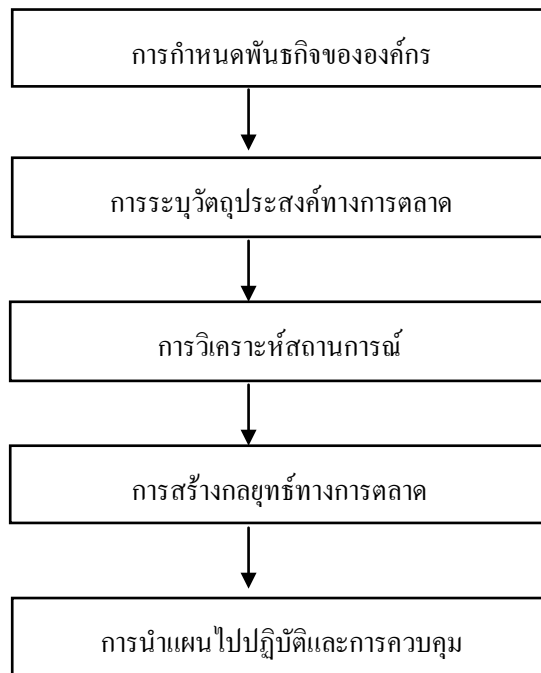 การกำหนดพันธกิจขององค์กร
การระบุวัตถุประสงค์ทางการตลาด
การวิเคราะห์สถานการณ์
การสร้างกลยุทธ์ทางการตลาด
การนำแผนไปปฏิบัติและการควบคุม